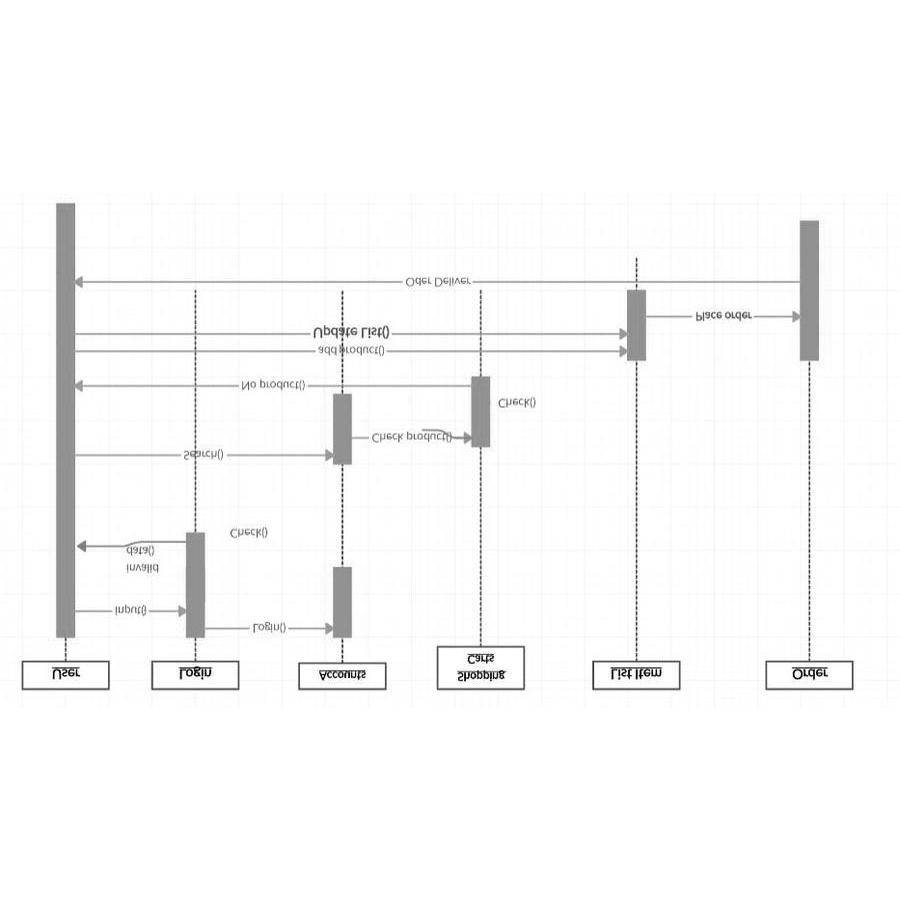 User
Login
Accounts
Shopping
Carts
List Item
Order
Login()
input()
invalid
data()
Check()
Search()
Check product()
Check()
No product()
add product()
Update List()
Place order
Oder Deliver